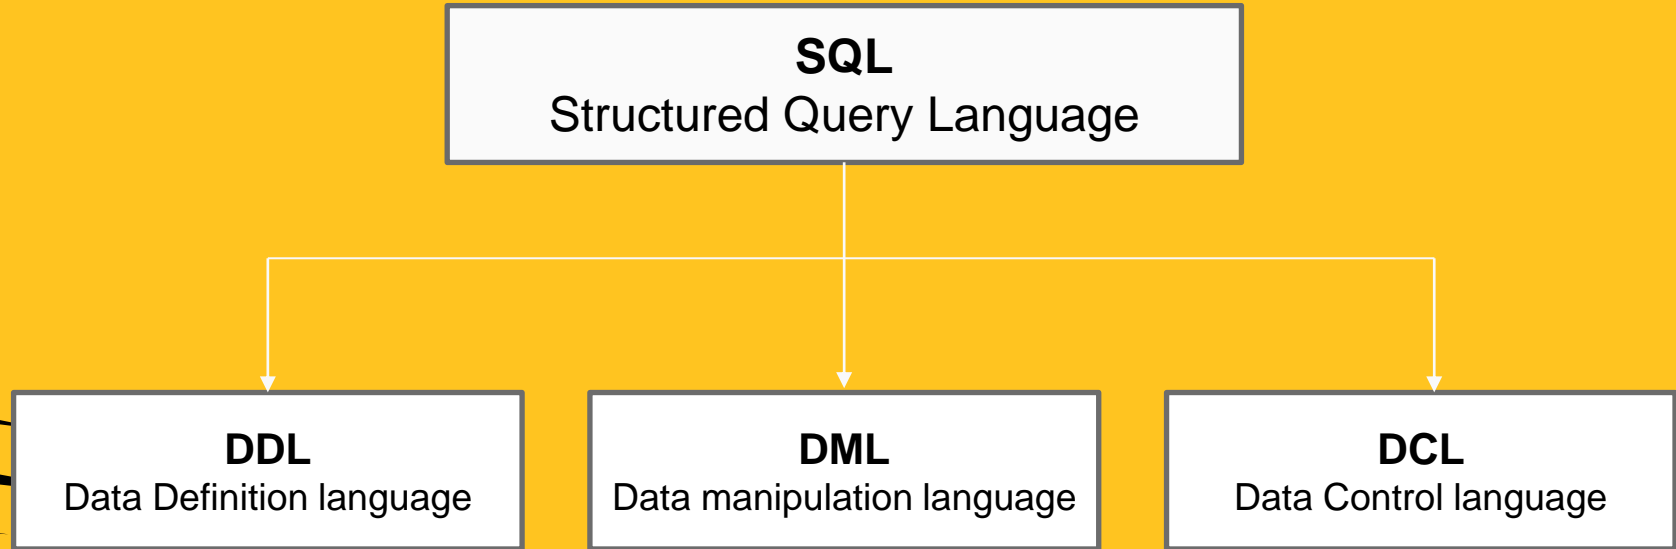 SQL
Structured Query Language
DDL
Data Definition language
DML
Data manipulation language
DCL
Data Control language